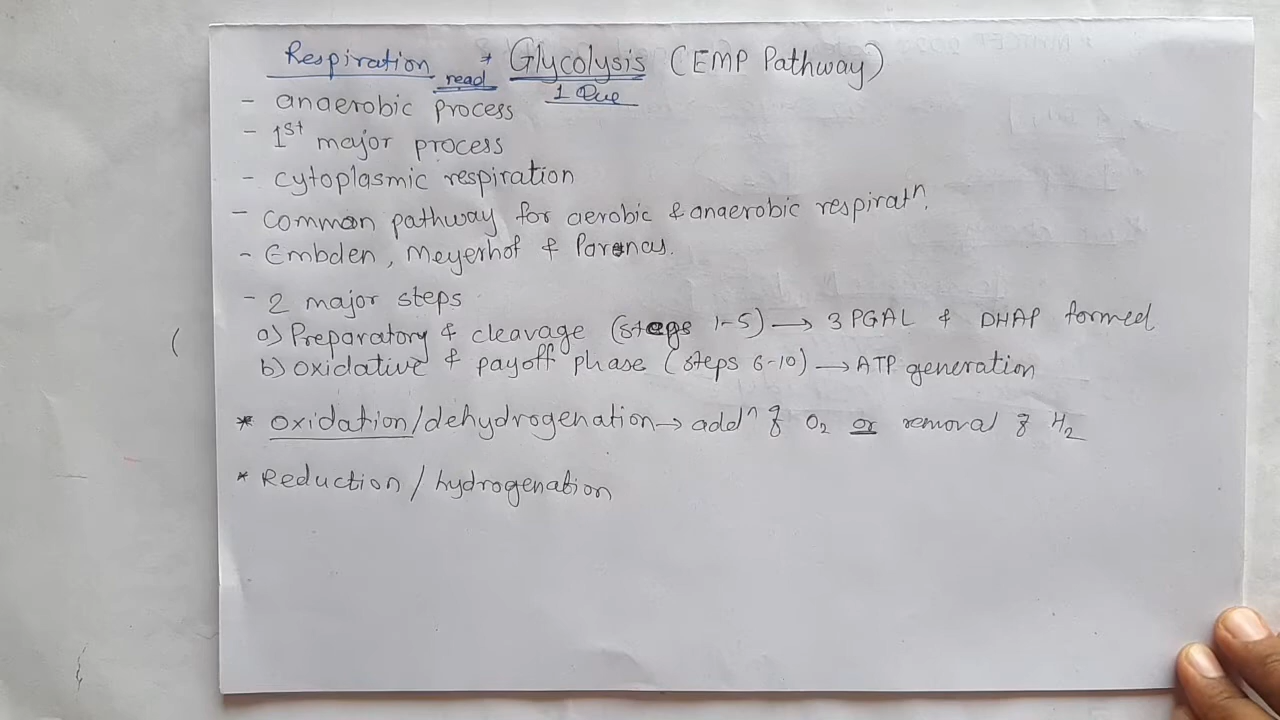 Respiration * Glycolysis (EMP Pathway)
read 1 Que
- anaerobic process
- 1st major process
- cytoplasmic respiration
- common pathway for aerobic & anaerobic respiratn.
- Embden, Meyerhof & Parenas.
- 2 major steps
a) Preparatory & cleavage (steps 1-5) → 3 PGAL & DHAP formed
b) oxidative & payoff phase (steps 6-10) → ATP generation
* oxidation/dehydrogenation → addn of O2 or removal of H2
* Reduction / hydrogenation